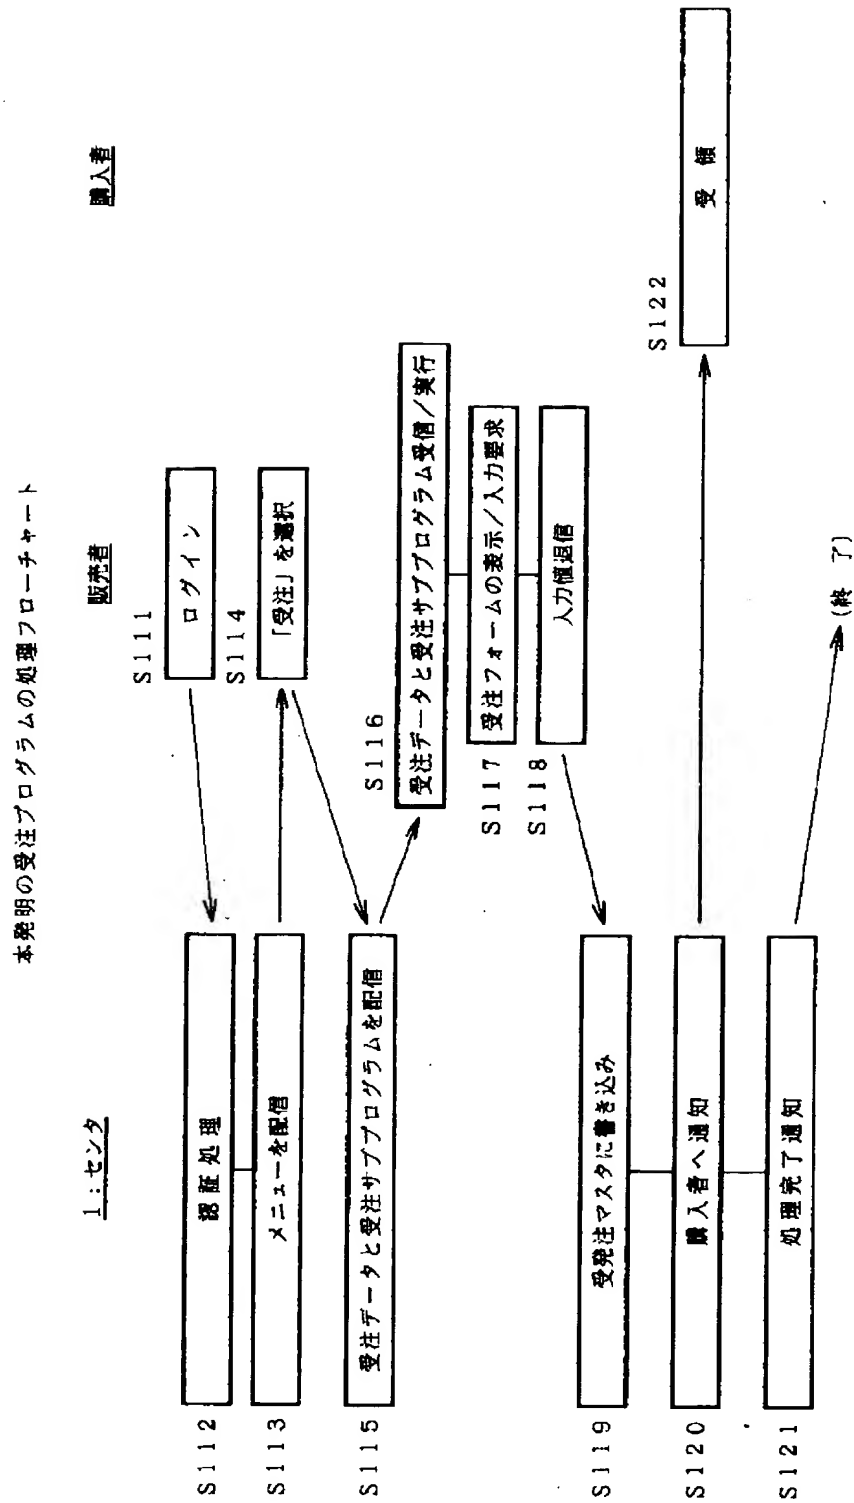 本発明の受注プログラムの処理フローチャート
1:センタ
販売者
購入者
S111
ログイン
S112
認証処理
S113
メニューを配信
S114
「受注」を選択
S115
受注データと受注サブプログラムを配信
S116
受注データと受注サブプログラム受信/実行
S117
受注フォームの表示/入力要求
S118
入力値返信
S119
受発注マスタに書き込み
S120
購入者へ通知
S122
受領
S121
処理完了通知
(終了)